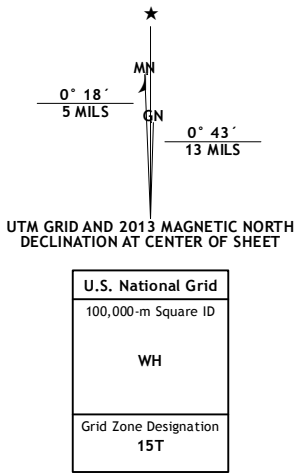 ★
MN
0° 18´
5 MILS
GN
0° 43´
13 MILS
UTM GRID AND 2013 MAGNETIC NORTH
DECLINATION AT CENTER OF SHEET
U.S. National Grid
100,000-m Square ID
WH
Grid Zone Designation
15T